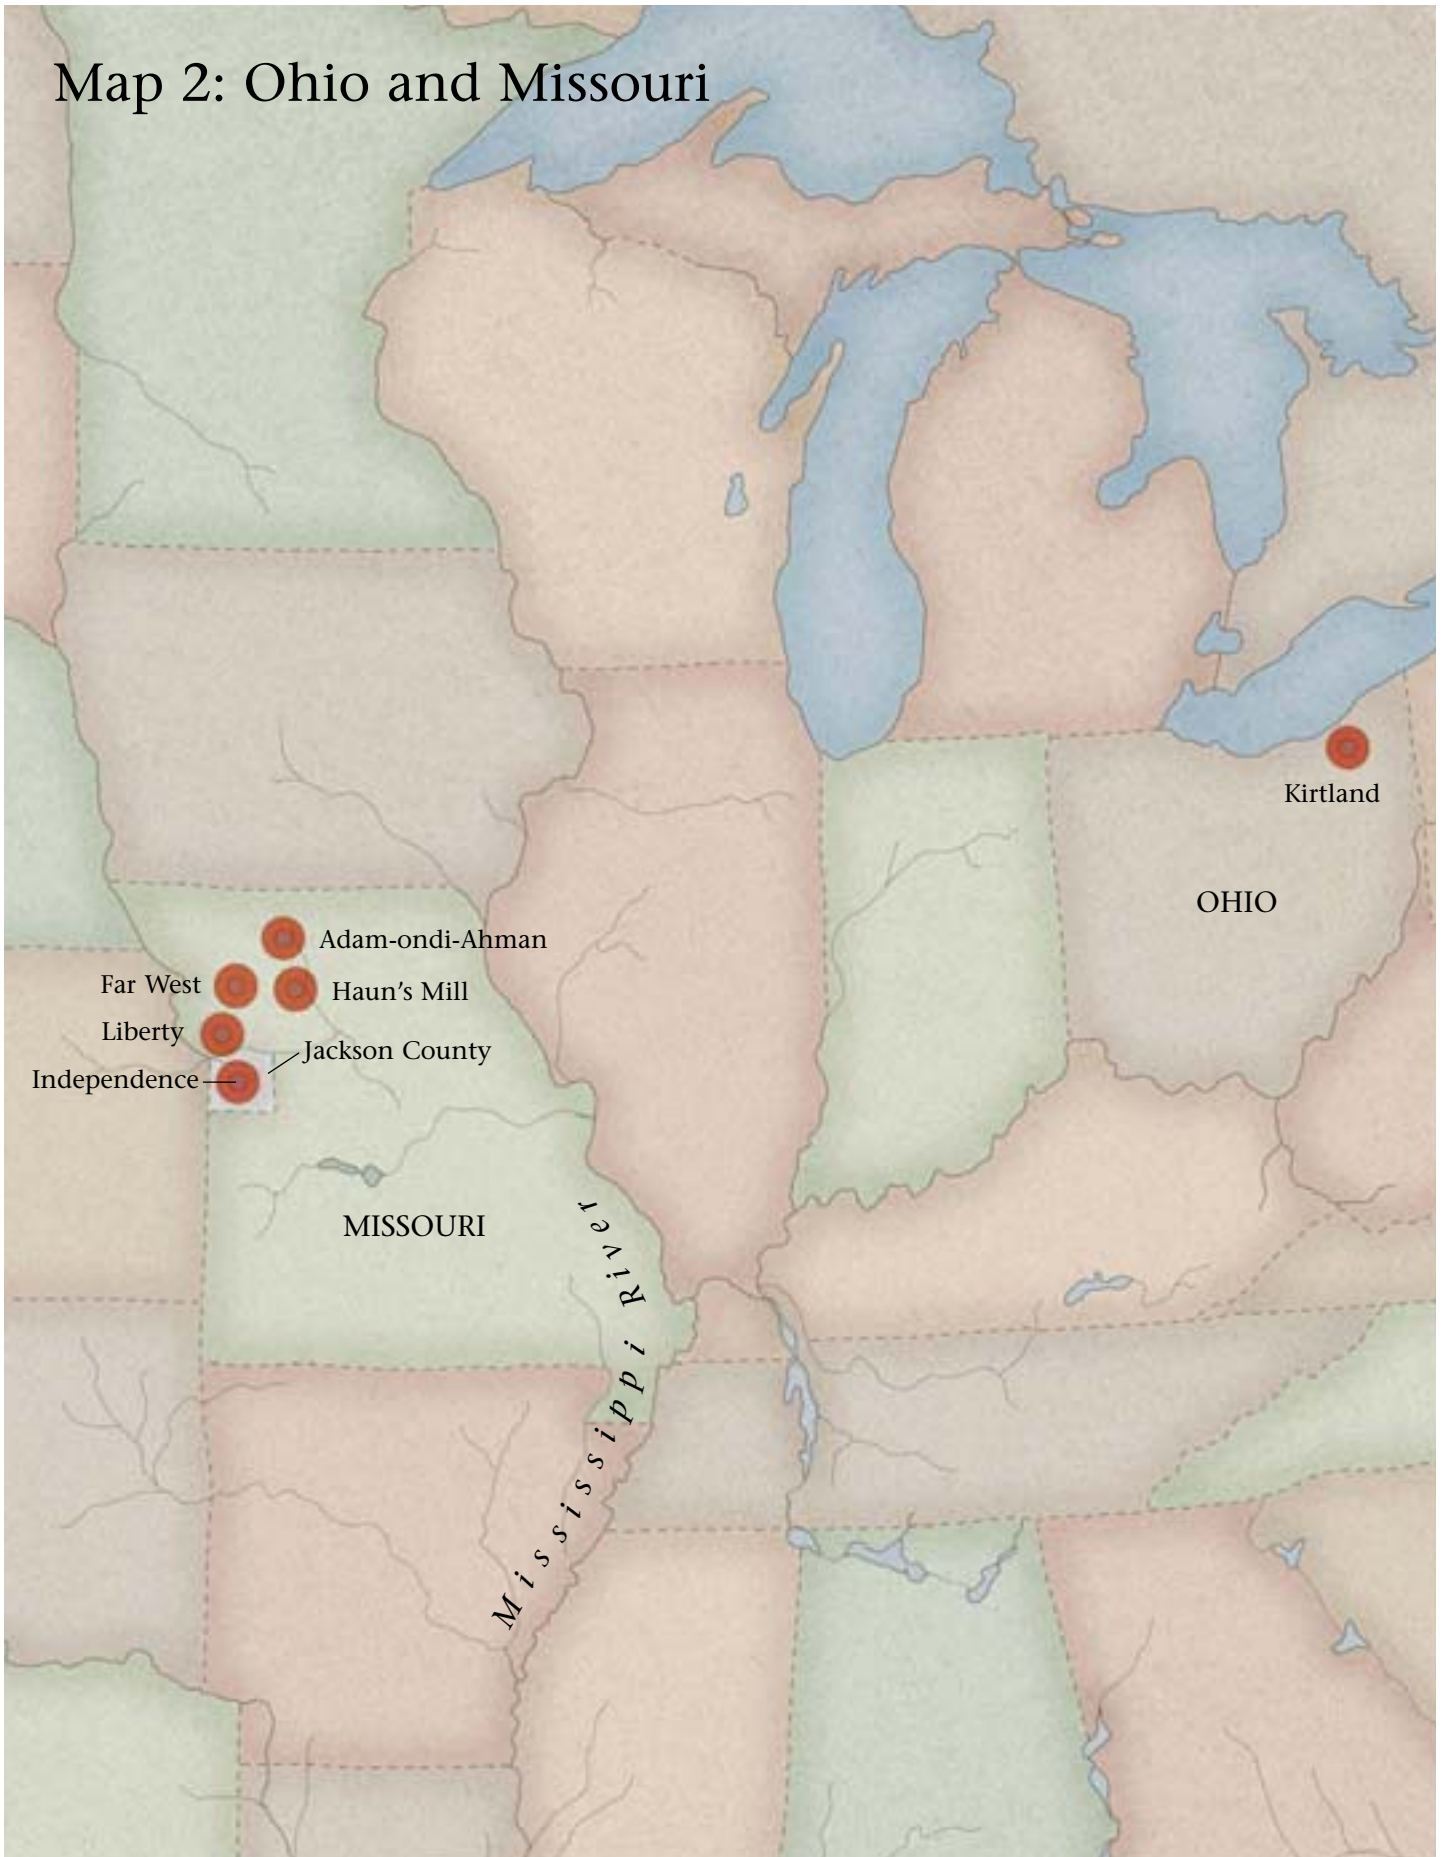 Map 2: Ohio and Missouri
Kirtland
OHIO
Adam-ondi-Ahman
Far West
Haun's Mill
Liberty
Jackson County
Independence
MISSOURI
Mississippi River